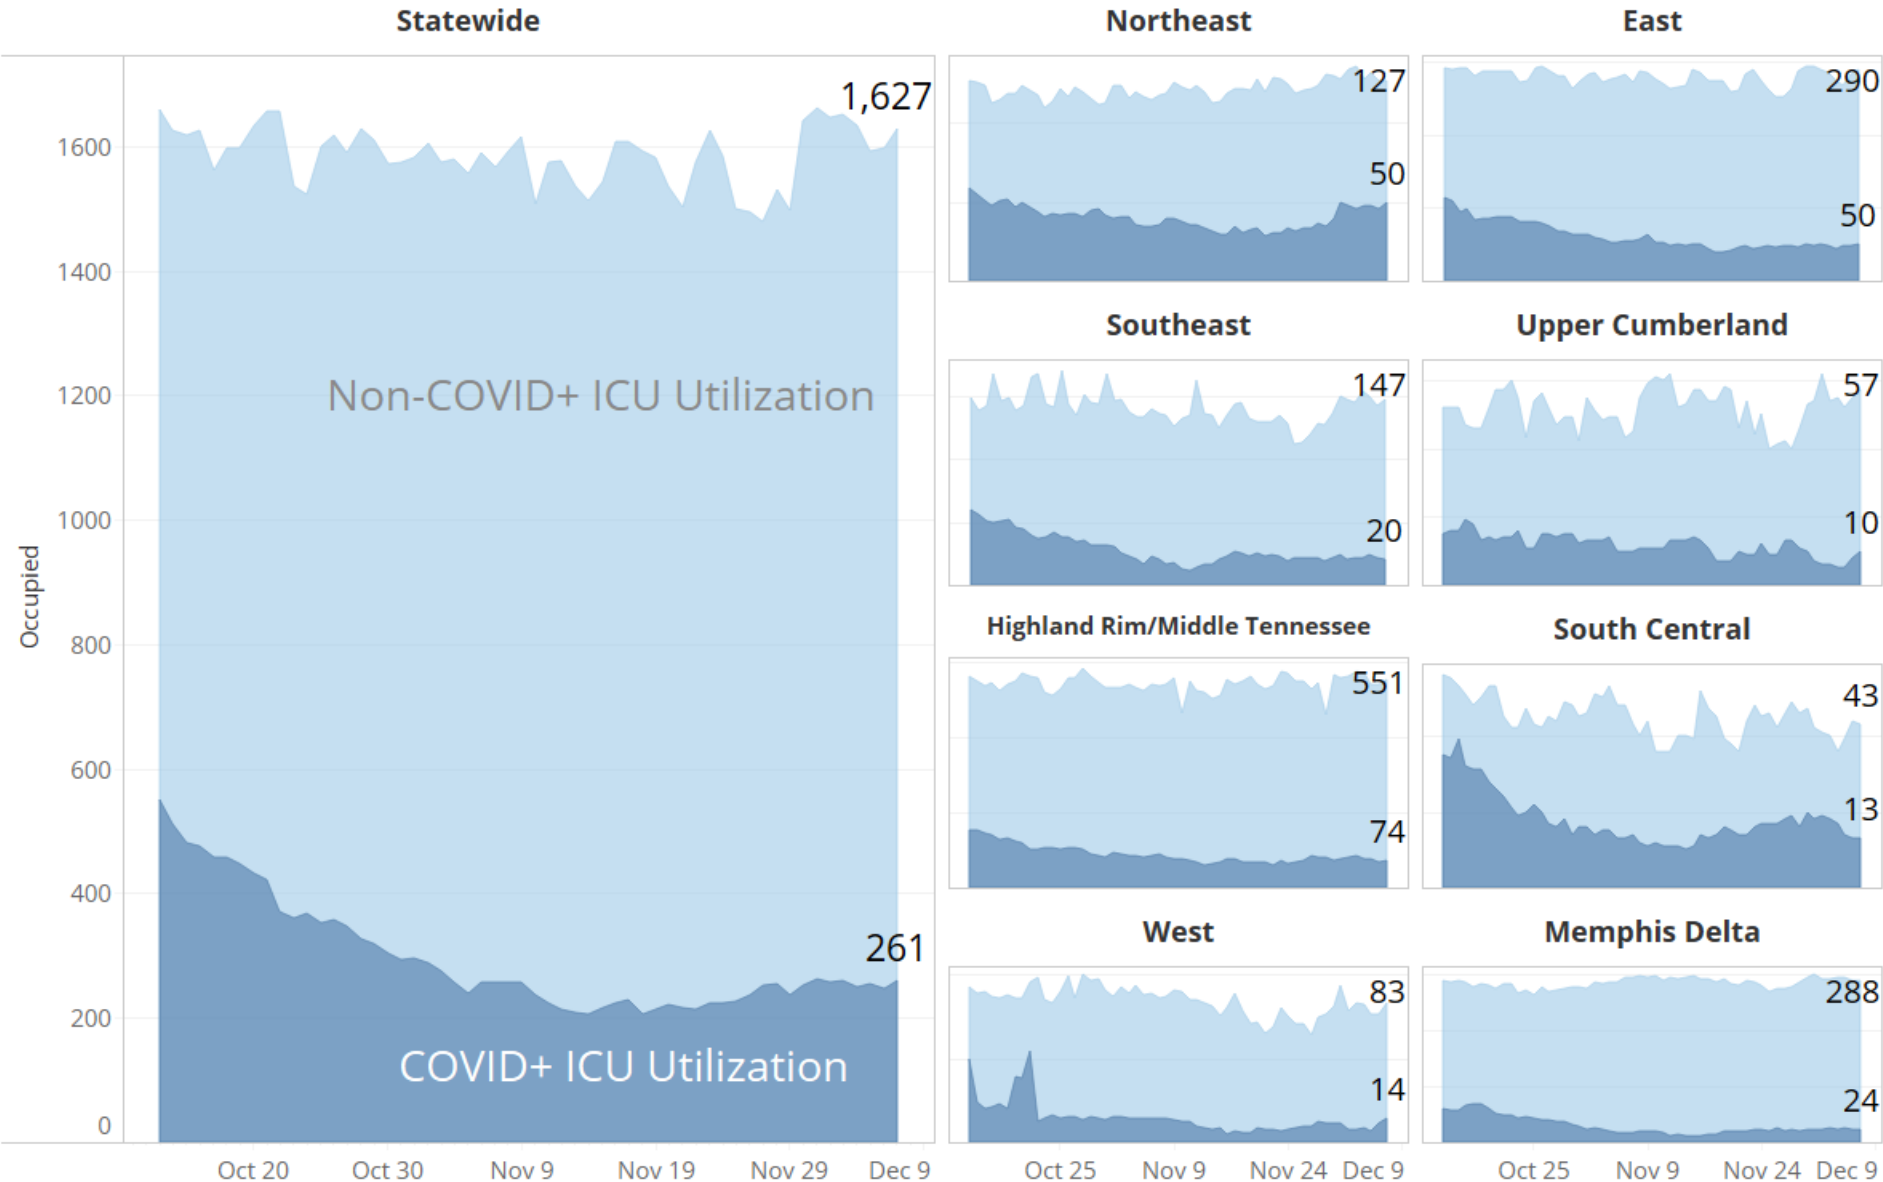 Statewide
Occupied
1600
1400
1200
1000
800
600
400
200
0
1,627
Non-COVID+ ICU Utilization
261
COVID+ ICU Utilization
Oct 20 Oct 30 Nov 9 Nov 19 Nov 29 Dec 9
Northeast
127
50
East
290
50
Southeast
147
20
Upper Cumberland
57
10
Highland Rim/Middle Tennessee
551
74
South Central
43
13
West
83
14
Oct 25 Nov 9 Nov 24 Dec 9
Memphis Delta
288
24
Oct 25 Nov 9 Nov 24 Dec 9